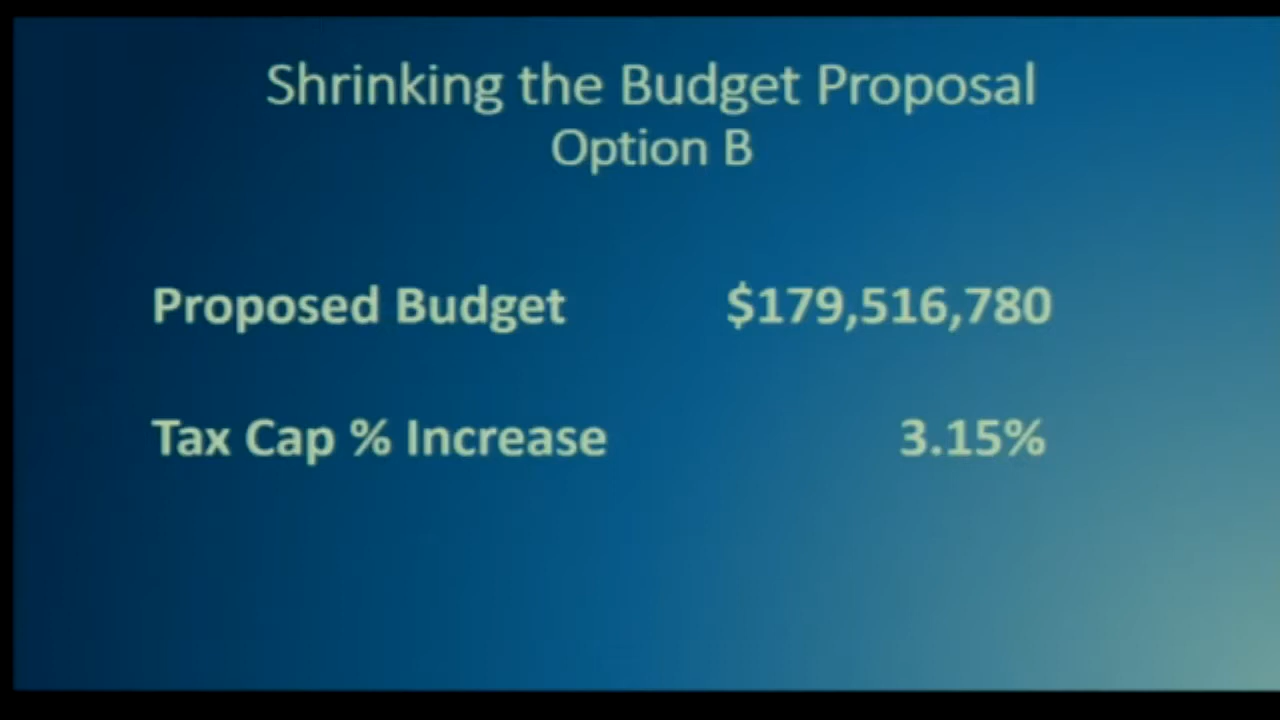 Shrinking the Budget Proposal
Option B
Proposed Budget $179,516,780
Tax Cap % Increase 3.15%